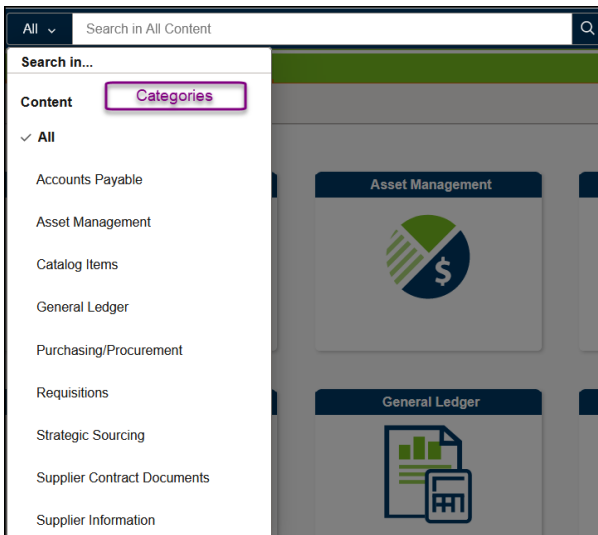 All
Search in All Content
Search in...
Content
Categories
All
Accounts Payable
Asset Management
Catalog Items
General Ledger
Purchasing/Procurement
Requisitions
Strategic Sourcing
Supplier Contract Documents
Supplier Information
Asset Management
$
General Ledger